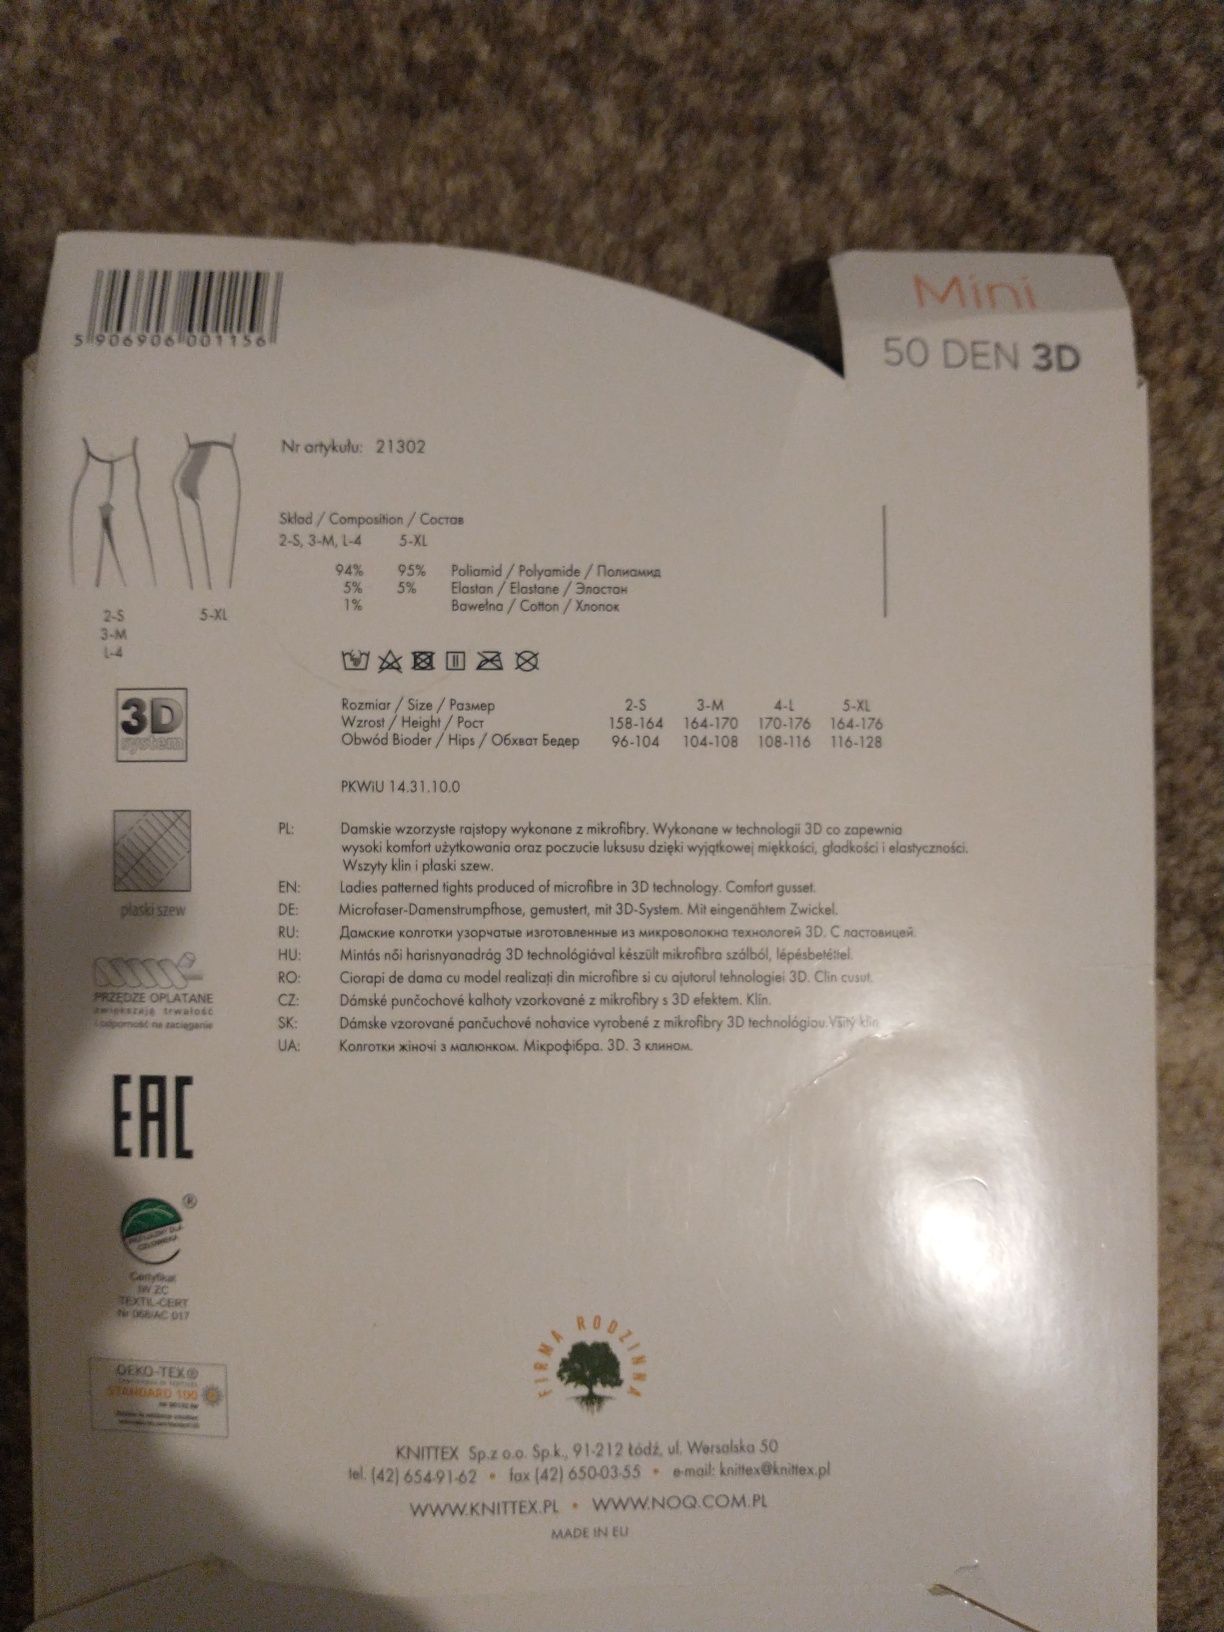 Mini
50 DEN 3D
5 906906 001156
Nr artykułu: 21302
Skład / Composition / Состав
2-S, 3-M, L-4 5-XL
94% 95% Poliamid / Polyamide / Полиамид
5% 5% Elastan / Elastane / Эластан
1% Bawełna / Cotton / Хлопок
2-S 5-XL
3-M
L-4
Rozmiar / Size / Размер 2-S 3-M 4-L 5-XL
Wzrost / Height / Рост 158-164 164-170 170-176 164-176
Obwód Bioder / Hips / Обхват Бедер 96-104 104-108 108-116 116-128
3D
system
PKWiU 14.31.10.0
PL: Damskie wzorzyste rajstopy wykonane z mikrofibry. Wykonane w technologii 3D co zapewnia
wysoki komfort użytkowania oraz poczucie luksusu dzięki wyjątkowej miękkości, gładkości i elastyczności.
Wszyty klin i płaski szew.
EN: Ladies patterned tights produced of microfibre in 3D technology. Comfort gusset.
DE: Microfaser-Damenstrumpfhose, gemustert, mit 3D-System. Mit eingenähtem Zwickel.
RU: Дамские колготки узорчатые изготовленные из микроволокна технологей 3D. С ластовицей.
HU: Mintás női harisnyanadrág 3D technológiával készült mikrofibra szálból, lépésbetéttel.
RO: Ciorapi de dama cu model realizați din microfibre si cu ajutorul tehnologiei 3D. Clin cusut.
CZ: Dámské punčochové kalhoty vzorkované z mikrofibry s 3D efektem. Klín.
SK: Dámske vzorované pančuchové nohavice vyrobené z mikrofibry 3D technológiou. Všitý klin
UA: Колготки жіночі з малюнком. Мікрофібра. 3D. З клином.
płaski szew
PRZĘDZE OPLATANE
zwiększają trwałość
i odporność na zaciąganie
EAC
®
PRZYJAZNY DLA
CZŁOWIEKA
Certyfikat
IW ZC
TEXTIL-CERT
Nr 068/AC 017
OEKO-TEX®
STANDARD 100
FIRMA RODZINNA
KNITTEX Sp.z o.o. Sp.k., 91-212 Łódź, ul. Wersalska 50
tel. (42) 654-91-62 • fax (42) 650-03-55 • e-mail: knittex@knittex.pl
WWW.KNITTEX.PL • WWW.NOQ.COM.PL
MADE IN EU